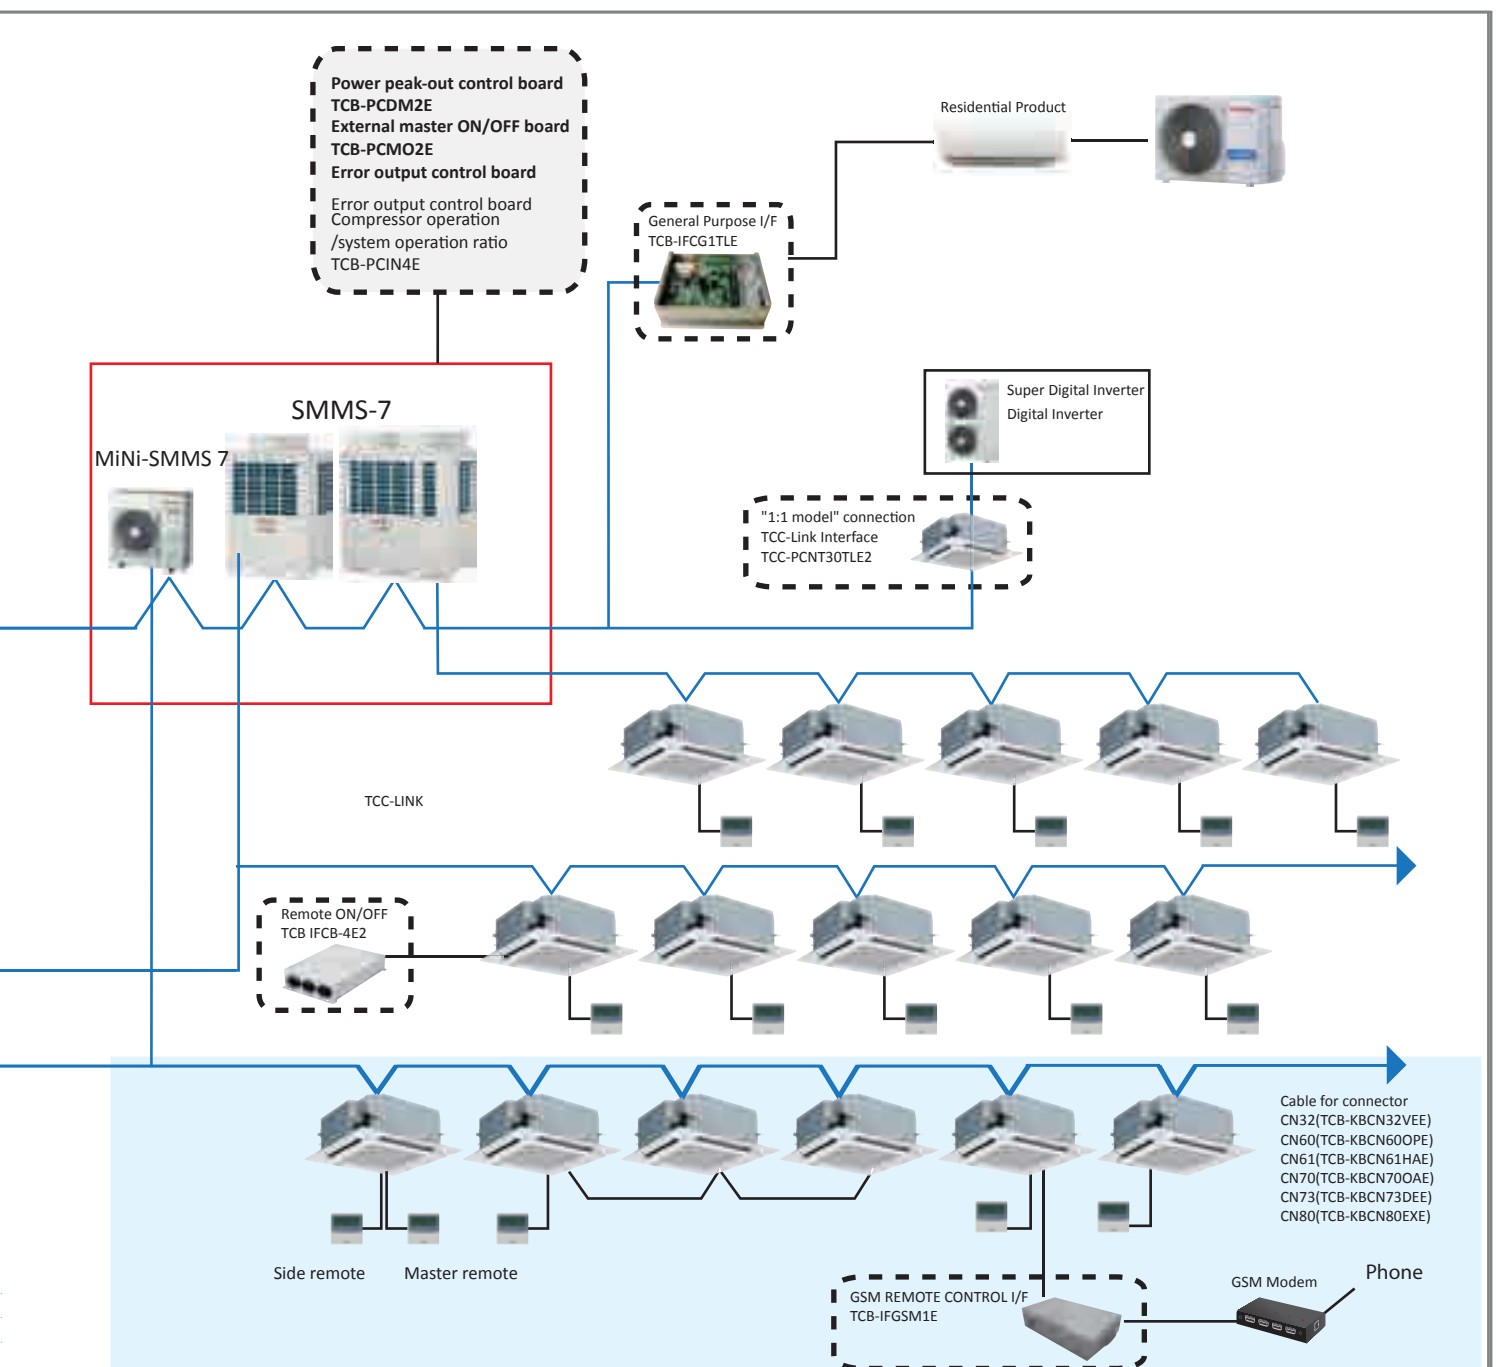 Power peak-out control board
TCB-PCDM2E
External master ON/OFF board
TCB-PCMO2E
Error output control board
Error output control board
Compressor operation
/system operation ratio
TCB-PCIN4E
Residential Product
General Purpose I/F
TCB-IFCG1TLE
SMMS-7
MiNi-SMMS 7
Super Digital Inverter
Digital Inverter
"1:1 model" connection
TCC-Link Interface
TCC-PCNT30TLE2
TCC-LINK
Remote ON/OFF
TCB IFCB-4E2
Cable for connector
CN32(TCB-KBCN32VEE)
CN60(TCB-KBCN60OPE)
CN61(TCB-KBCN61HAE)
CN70(TCB-KBCN70OAE)
CN73(TCB-KBCN73DEE)
CN80(TCB-KBCN80EXE)
Side remote
Master remote
GSM REMOTE CONTROL I/F
TCB-IFGSM1E
GSM Modem
Phone